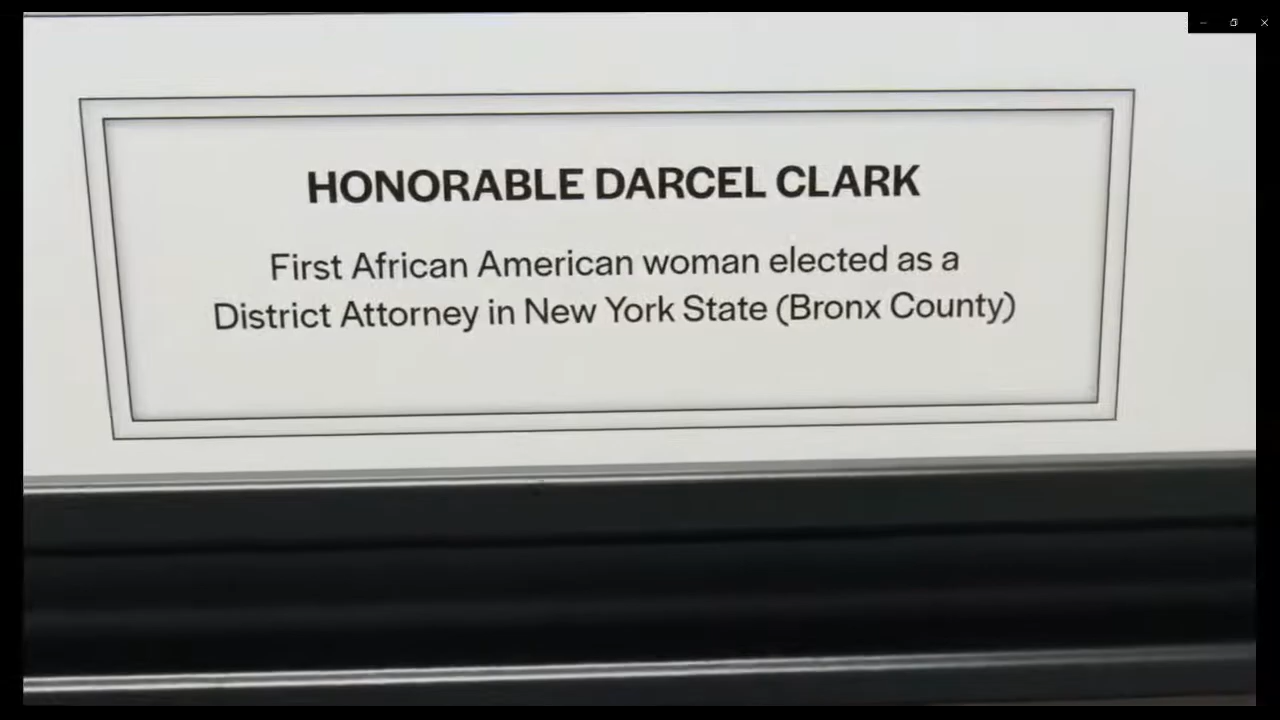 HONORABLE DARCEL CLARK
First African American woman elected as a
District Attorney in New York State (Bronx County)